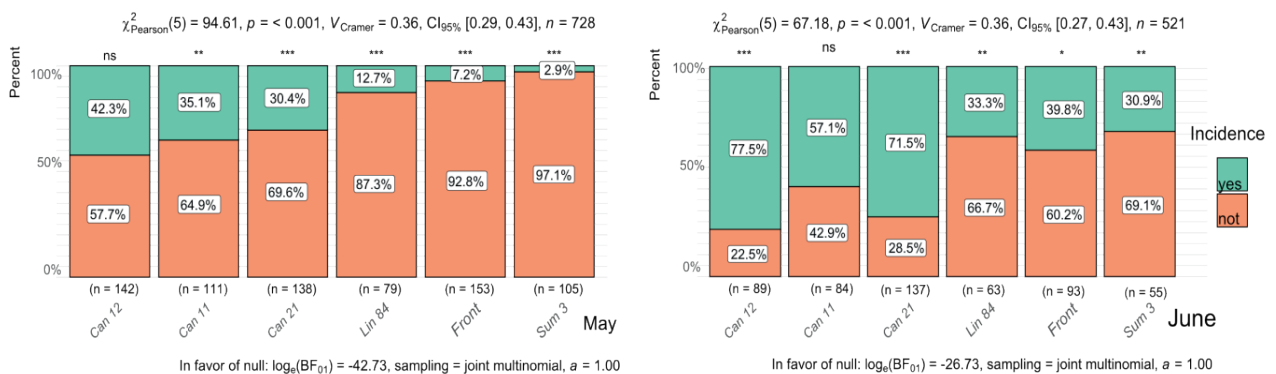 χ²Pearson(5) = 94.61, p = < 0.001, VCramer = 0.36, CI95% [0.29, 0.43], n = 728
ns ** *** *** *** ***
Percent
100%
50%
0%
42.3% 35.1% 30.4% 12.7% 7.2% 2.9%
57.7% 64.9% 69.6% 87.3% 92.8% 97.1%
(n = 142) (n = 111) (n = 138) (n = 79) (n = 153) (n = 105)
Can 12 Can 11 Can 21 Lin 84 Front Sum 3
May
In favor of null: loge(BF01) = -42.73, sampling = joint multinomial, a = 1.00
χ²Pearson(5) = 67.18, p = < 0.001, VCramer = 0.36, CI95% [0.27, 0.43], n = 521
*** ns *** ** * **
Percent
100%
50%
0%
77.5% 57.1% 71.5% 33.3% 39.8% 30.9%
22.5% 42.9% 28.5% 66.7% 60.2% 69.1%
(n = 89) (n = 84) (n = 137) (n = 63) (n = 93) (n = 55)
Can 12 Can 11 Can 21 Lin 84 Front Sum 3
June
In favor of null: loge(BF01) = -26.73, sampling = joint multinomial, a = 1.00
Incidence
yes
not